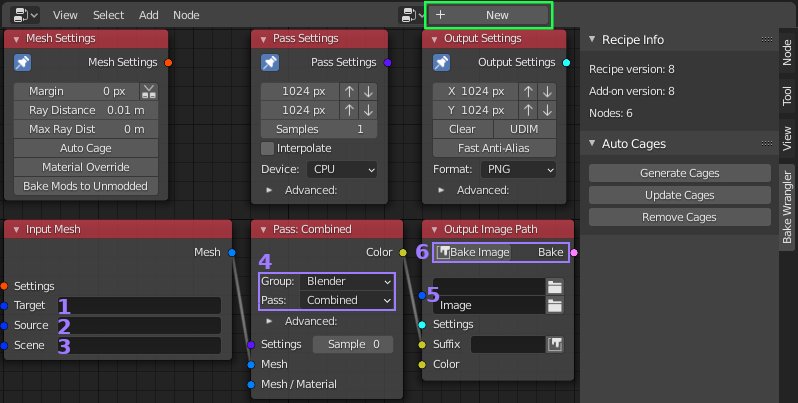 View Select Add Node + New
Mesh Settings
Mesh Settings
Margin 0 px
Ray Distance 0.01 m
Max Ray Dist 0 m
Auto Cage
Material Override
Bake Mods to Unmodded
Pass Settings
Pass Settings
1024 px
1024 px
Samples 1
Interpolate
Device: CPU
Advanced:
Output Settings
Output Settings
X 1024 px
Y 1024 px
Clear UDIM
Fast Anti-Alias
Format: PNG
Advanced:
Recipe Info
Recipe version: 8
Add-on version: 8
Nodes: 6
Auto Cages
Generate Cages
Update Cages
Remove Cages
Node
Tool
View
Bake Wrangler
Input Mesh
Mesh
Settings
Target 1
Source 2
Scene 3
Pass: Combined
Color
4
Group: Blender
Pass: Combined
Advanced:
Settings Sample 0
Mesh
Mesh / Material
Output Image Path
6 Bake Image Bake
5
Image
Settings
Suffix
Color